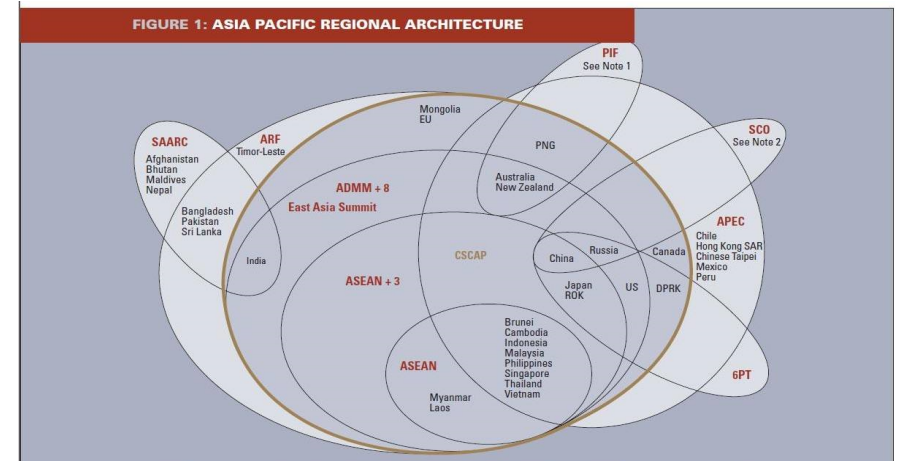 FIGURE 1: ASIA PACIFIC REGIONAL ARCHITECTURE
PIF
See Note 1
Mongolia
EU
SCO
See Note 2
PNG
SAARC
Afghanistan
Bhutan
Maldives
Nepal
ARF
Timor-Leste
Australia
New Zealand
ADMM + 8
East Asia Summit
Bangladesh
Pakistan
Sri Lanka
India
APEC
Chile
Hong Kong SAR
Chinese Taipei
Mexico
Peru
CSCAP
China
Russia
Canada
ASEAN + 3
Japan
ROK
US
DPRK
ASEAN
Brunei
Cambodia
Indonesia
Malaysia
Philippines
Singapore
Thailand
Vietnam
Myanmar
Laos
6PT